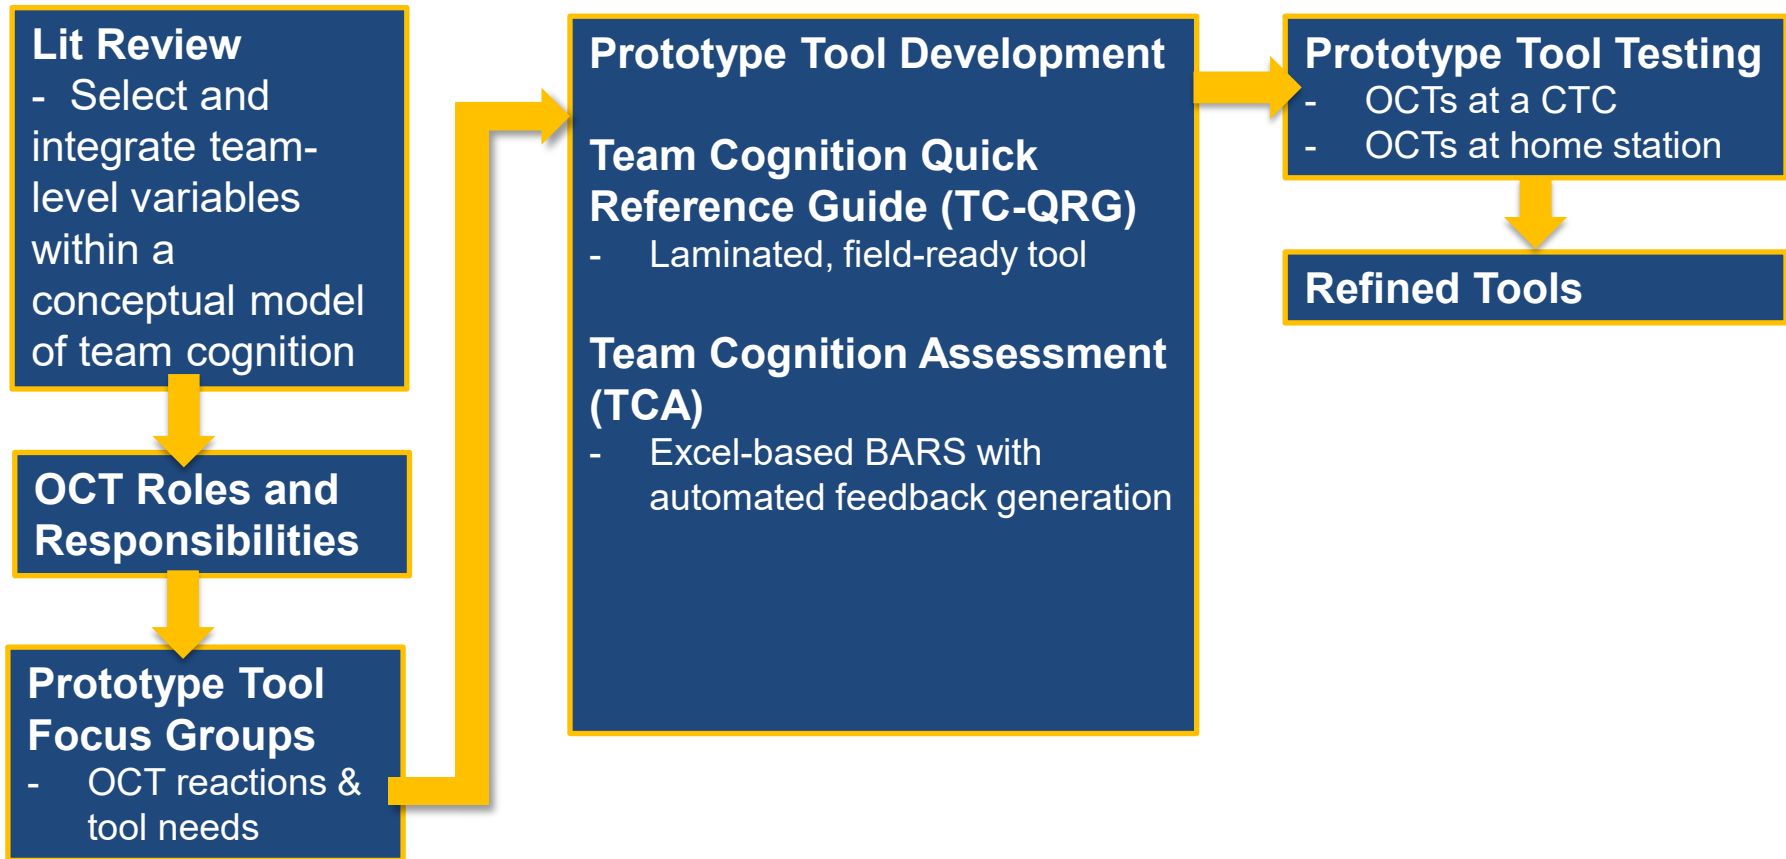 Lit Review
- Select and
integrate team-
level variables
within a
conceptual model
of team cognition
OCT Roles and
Responsibilities
Prototype Tool
Focus Groups
- OCT reactions &
tool needs
Prototype Tool Development
Team Cognition Quick
Reference Guide (TC-QRG)
- Laminated, field-ready tool
Team Cognition Assessment
(TCA)
- Excel-based BARS with
automated feedback generation
Prototype Tool Testing
- OCTs at a CTC
- OCTs at home station
Refined Tools